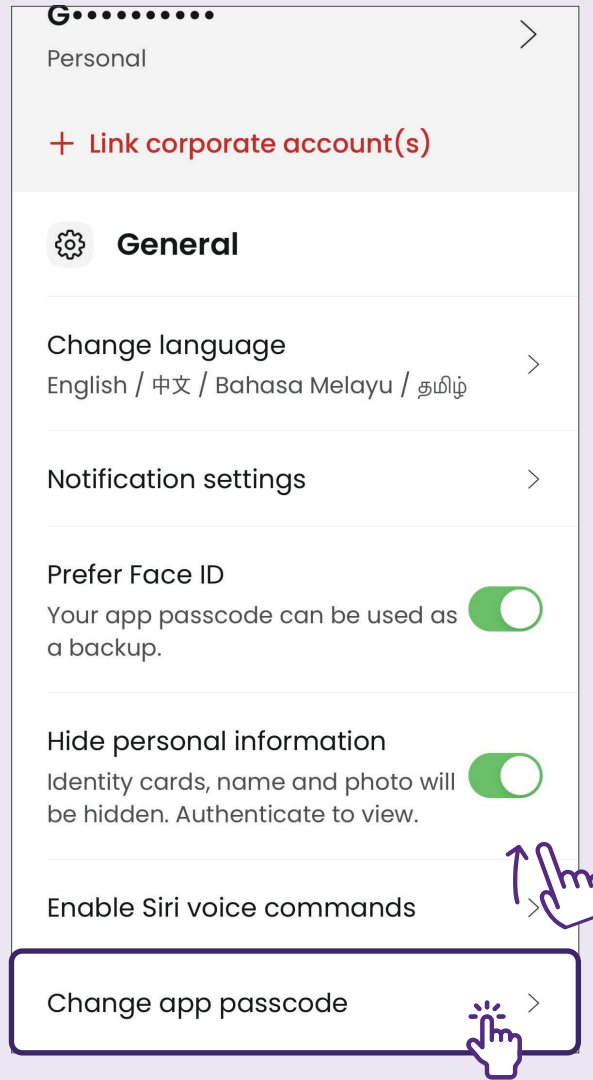 G••••••••••
Personal
+ Link corporate account(s)
General
Change language
English / 中文 / Bahasa Melayu / தமிழ்
Notification settings
Prefer Face ID
Your app passcode can be used as
a backup.
Hide personal information
Identity cards, name and photo will
be hidden. Authenticate to view.
Enable Siri voice commands
Change app passcode